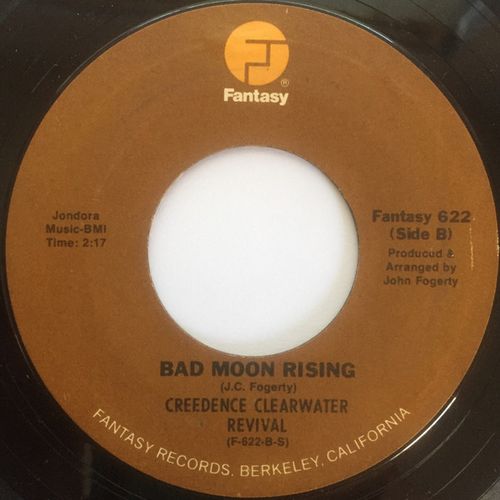 ®
Fantasy
Jondora
Music-BMI
Time: 2:17
Fantasy 622
(Side B)
Producud &
Arranged by
John Fogerty
BAD MOON RISING
(J.C. Fogerty)
CREEDENCE CLEARWATER
REVIVAL
(F-622-B-S)
FANTASY RECORDS, BERKELEY, CALIFORNIA